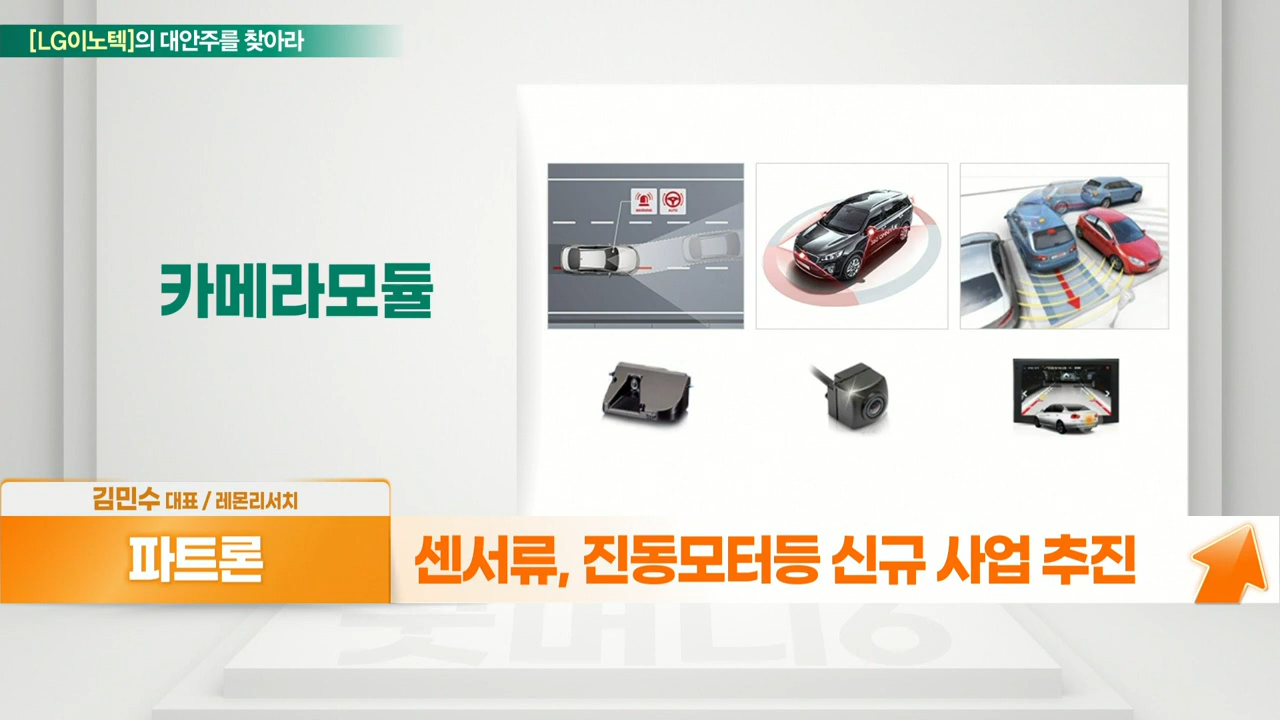 [LG이노텍]의 대안주를 찾아라
카메라모듈
김민수 대표 / 레몬리서치
파트론
센서류, 진동모터등 신규 사업 추진